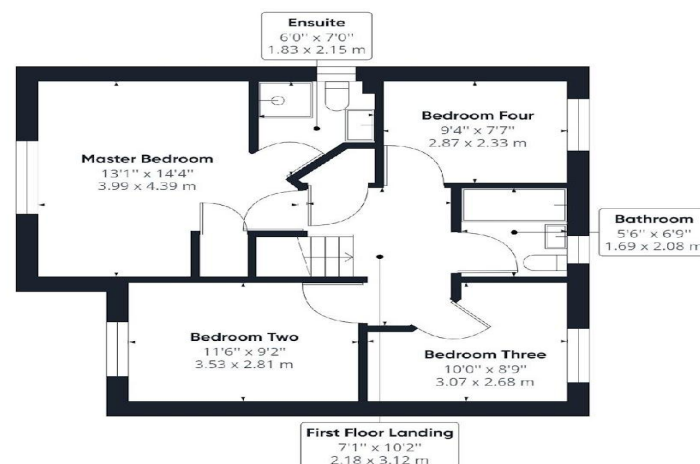 Ensuite
6'0" x 7'0"
1.83 x 2.15 m
Bedroom Four
9'4" x 7'7"
2.87 x 2.33 m
Master Bedroom
13'1" x 14'4"
3.99 x 4.39 m
Bathroom
5'6" x 6'9"
1.69 x 2.08 m
Bedroom Two
11'6" x 9'2"
3.53 x 2.81 m
Bedroom Three
10'0" x 8'9"
3.07 x 2.68 m
First Floor Landing
7'1" x 10'2"
2.18 x 3.12 m